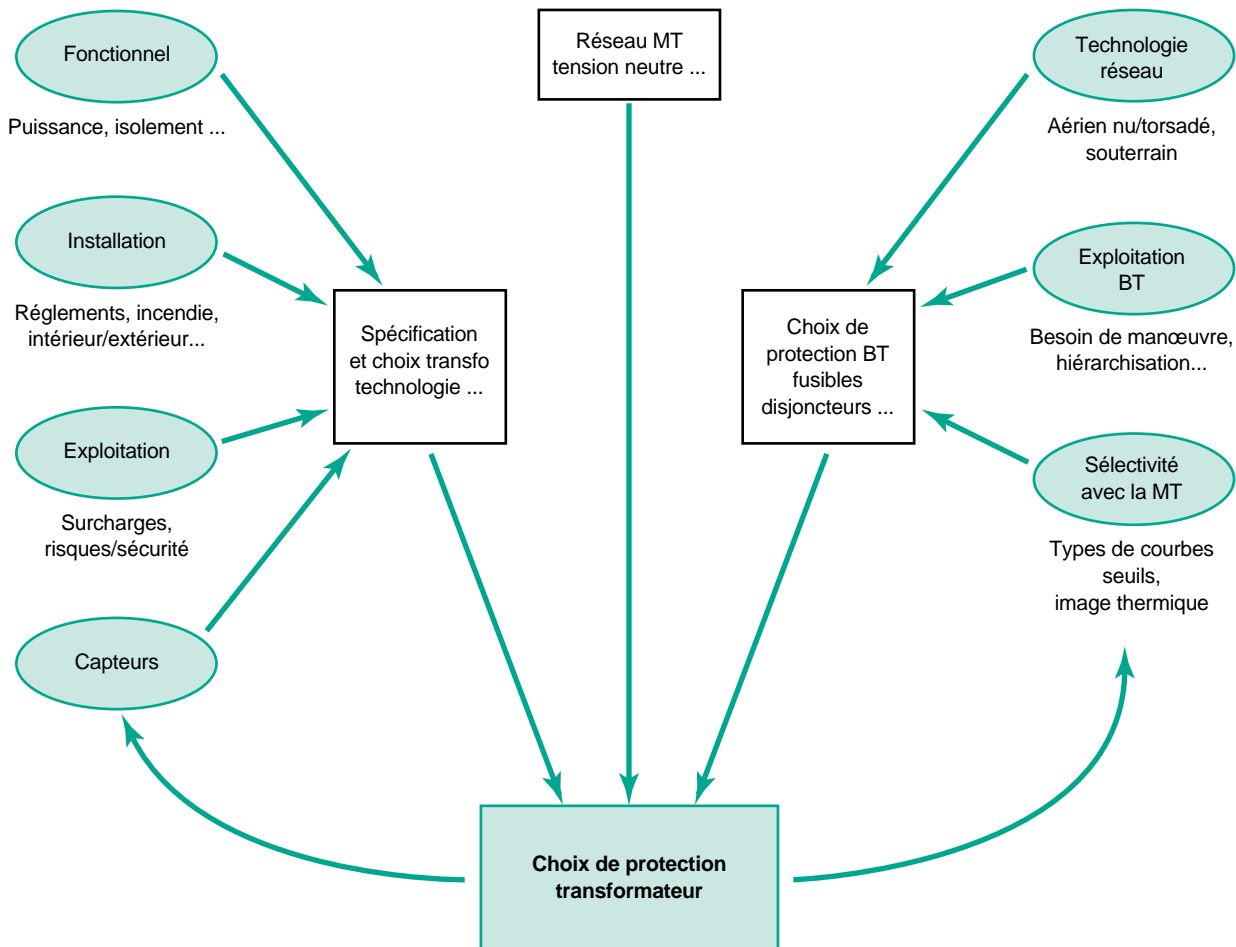 Fonctionnel
Puissance, isolement ...
Installation
Réglements, incendie,
intérieur/extérieur...
Exploitation
Surcharges,
risques/sécurité
Capteurs
Spécification
et choix transfo
technologie ...
Réseau MT
tension neutre ...
Choix de
protection BT
fusibles
disjoncteurs ...
Technologie
réseau
Aérien nu/torsadé,
souterrain
Exploitation
BT
Besoin de manœuvre,
hiérarchisation...
Sélectivité
avec la MT
Types de courbes
seuils,
image thermique
Choix de protection
transformateur